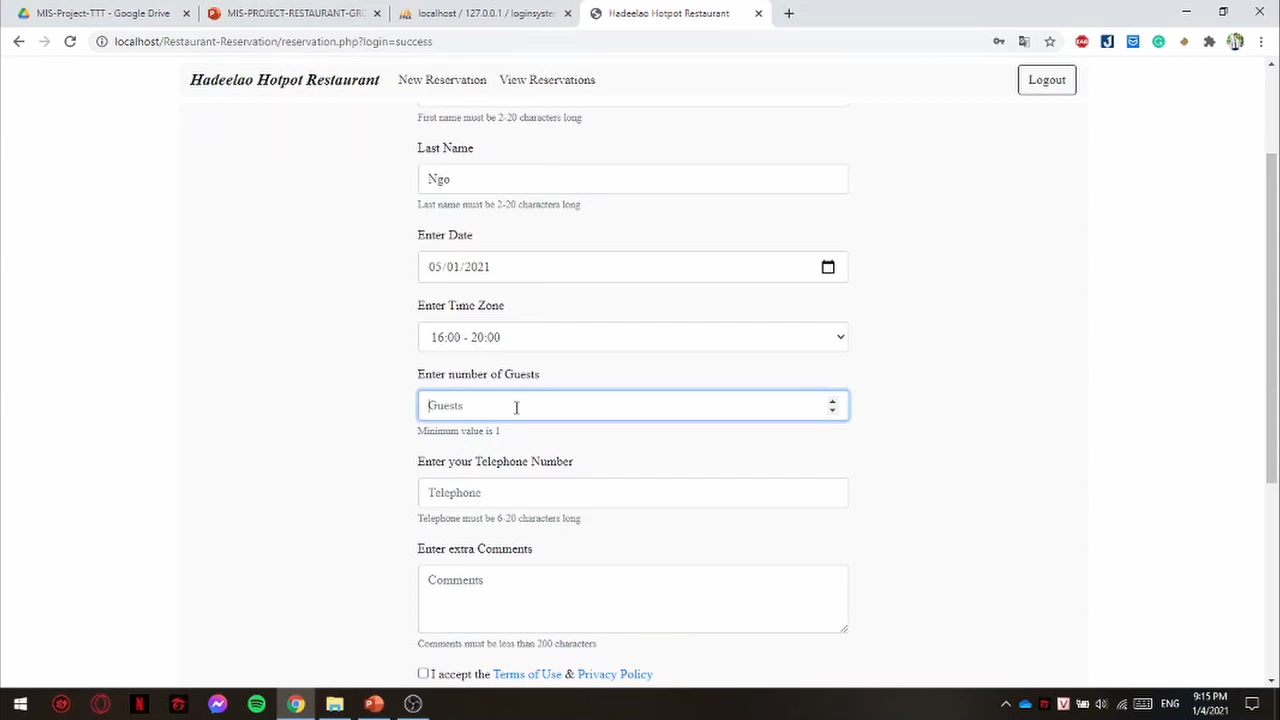 MIS-Project-TTT - Google Drive
MIS-PROJECT-RESTAURANT-GRO
localhost / 127.0.0.1 / loginsyste
Hadeelao Hotpot Restaurant
localhost/Restaurant-Reservation/reservation.php?login=success
Hadeelao Hotpot Restaurant
New Reservation
View Reservations
Logout
First name must be 2-20 characters long
Last Name
Ngo
Last name must be 2-20 characters long
Enter Date
05/01/2021
Enter Time Zone
16:00 - 20:00
Enter number of Guests
Guests
Minimum value is 1
Enter your Telephone Number
Telephone
Telephone must be 6-20 characters long
Enter extra Comments
Comments
Comments must be less than 200 characters
I accept the Terms of Use & Privacy Policy
ENG
9:15 PM
1/4/2021